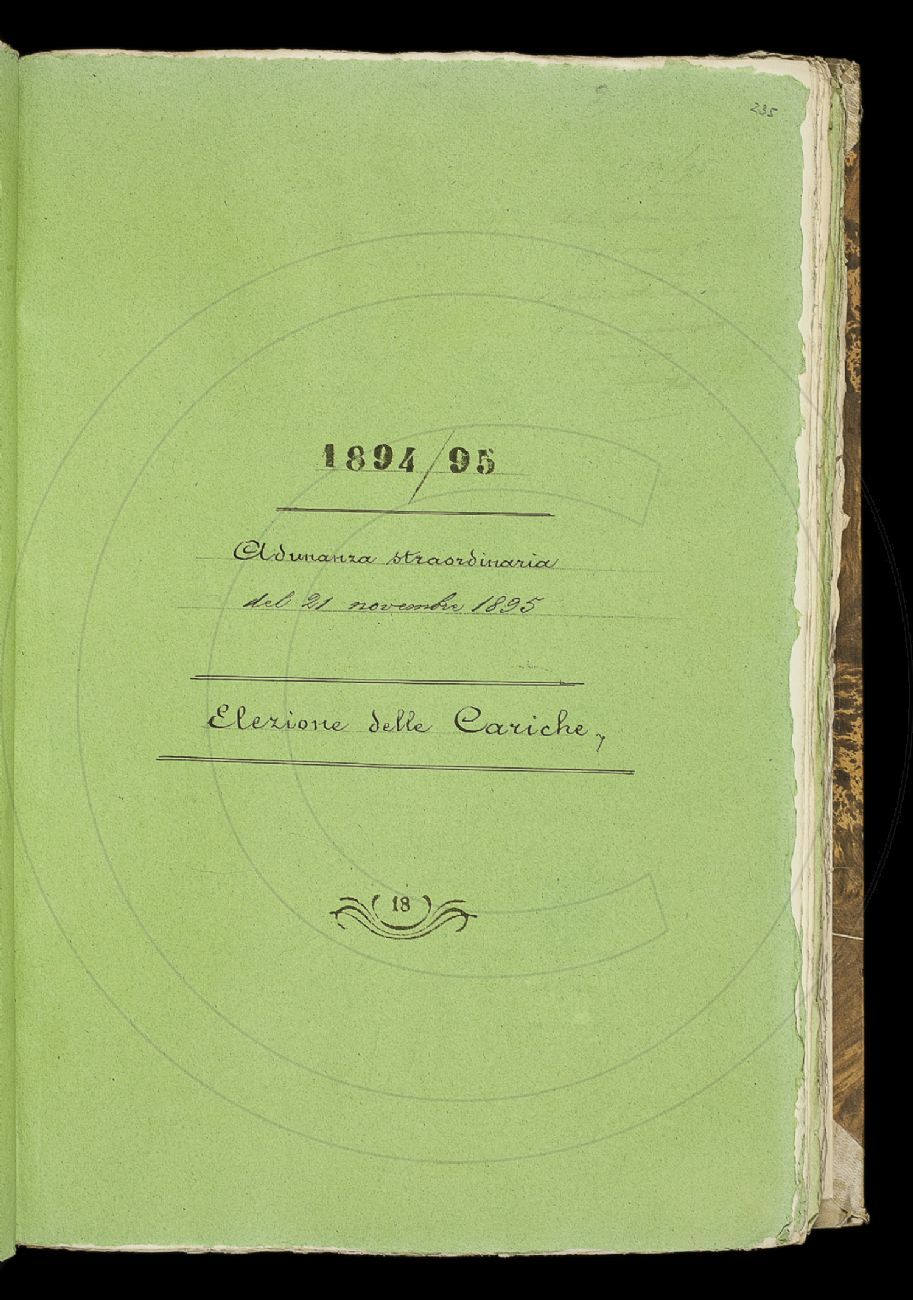 235
1894/95
Adunanza straordinaria
del 21 novembre 1895
Elezione delle Cariche,
18